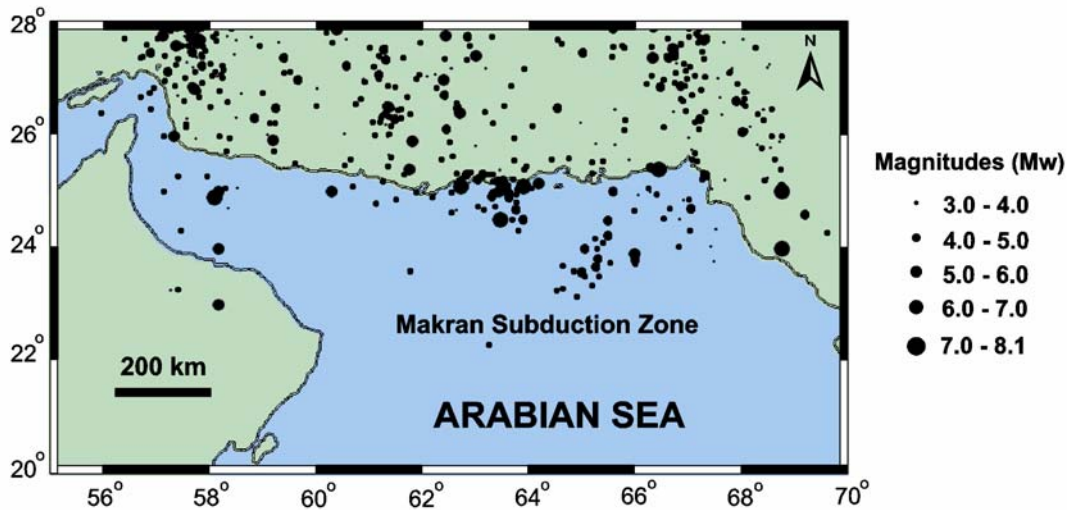 28°
N
26°
Magnitudes (Mw)
3.0 - 4.0
4.0 - 5.0
24°
5.0 - 6.0
6.0 - 7.0
Makran Subduction Zone
7.0 - 8.1
22°
200 km
ARABIAN SEA
20°
56° 58° 60° 62° 64° 66° 68° 70°